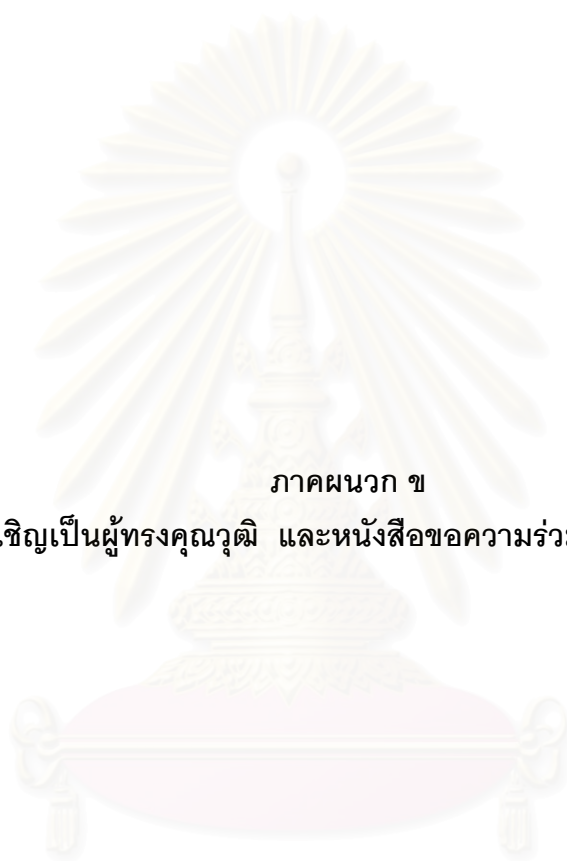 ภาคผนวก ข
เชิญเป็นผู้ทรงคุณวุฒิ และหนังสือขอความร่ว